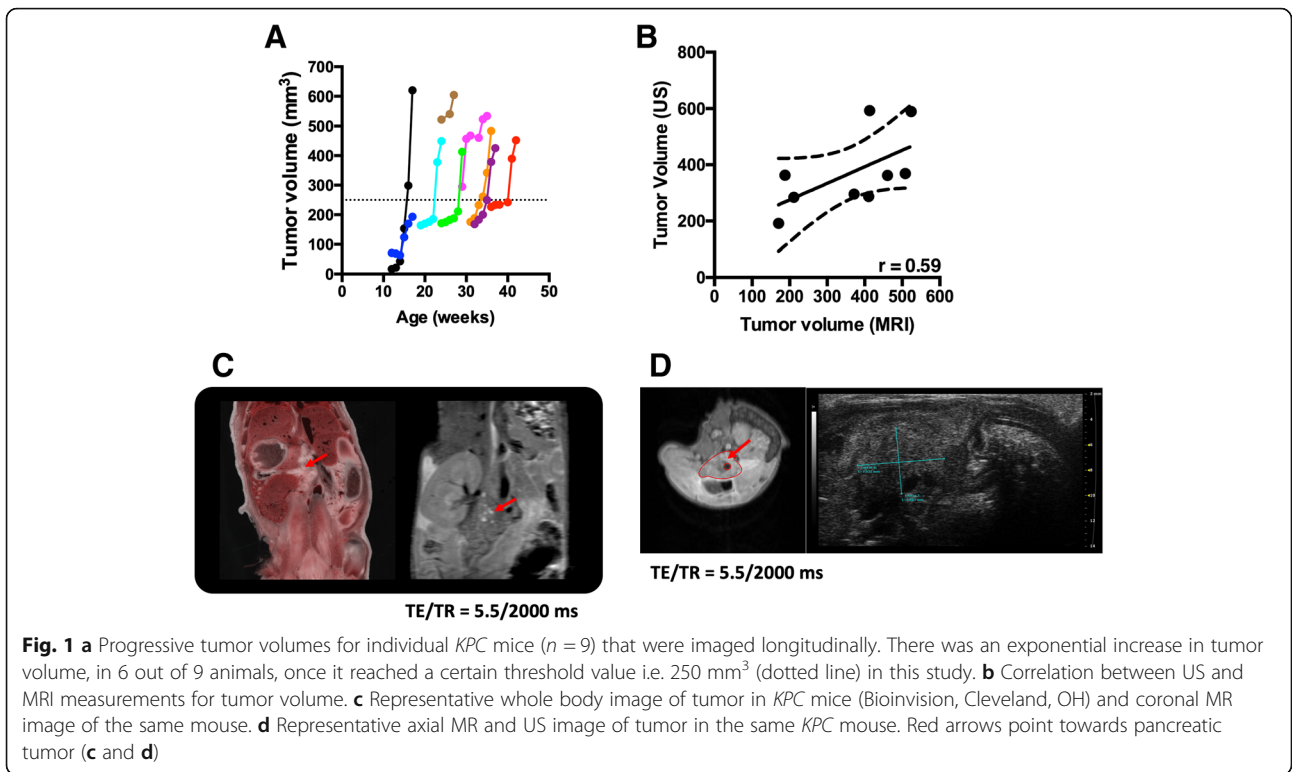 A
Tumor volume (mm³)
700
600
500
400
300
200
100
0
0 10 20 30 40 50
Age (weeks)
B
Tumor Volume (US)
800
600
400
200
0
0 100 200 300 400 500 600
r = 0.59
Tumor volume (MRI)
C
TE/TR = 5.5/2000 ms
D
TE/TR = 5.5/2000 ms
Fig. 1 a Progressive tumor volumes for individual KPC mice (n = 9) that were imaged longitudinally. There was an exponential increase in tumor
volume, in 6 out of 9 animals, once it reached a certain threshold value i.e. 250 mm³ (dotted line) in this study. b Correlation between US and
MRI measurements for tumor volume. c Representative whole body image of tumor in KPC mice (Bioinvision, Cleveland, OH) and coronal MR
image of the same mouse. d Representative axial MR and US image of tumor in the same KPC mouse. Red arrows point towards pancreatic
tumor (c and d)